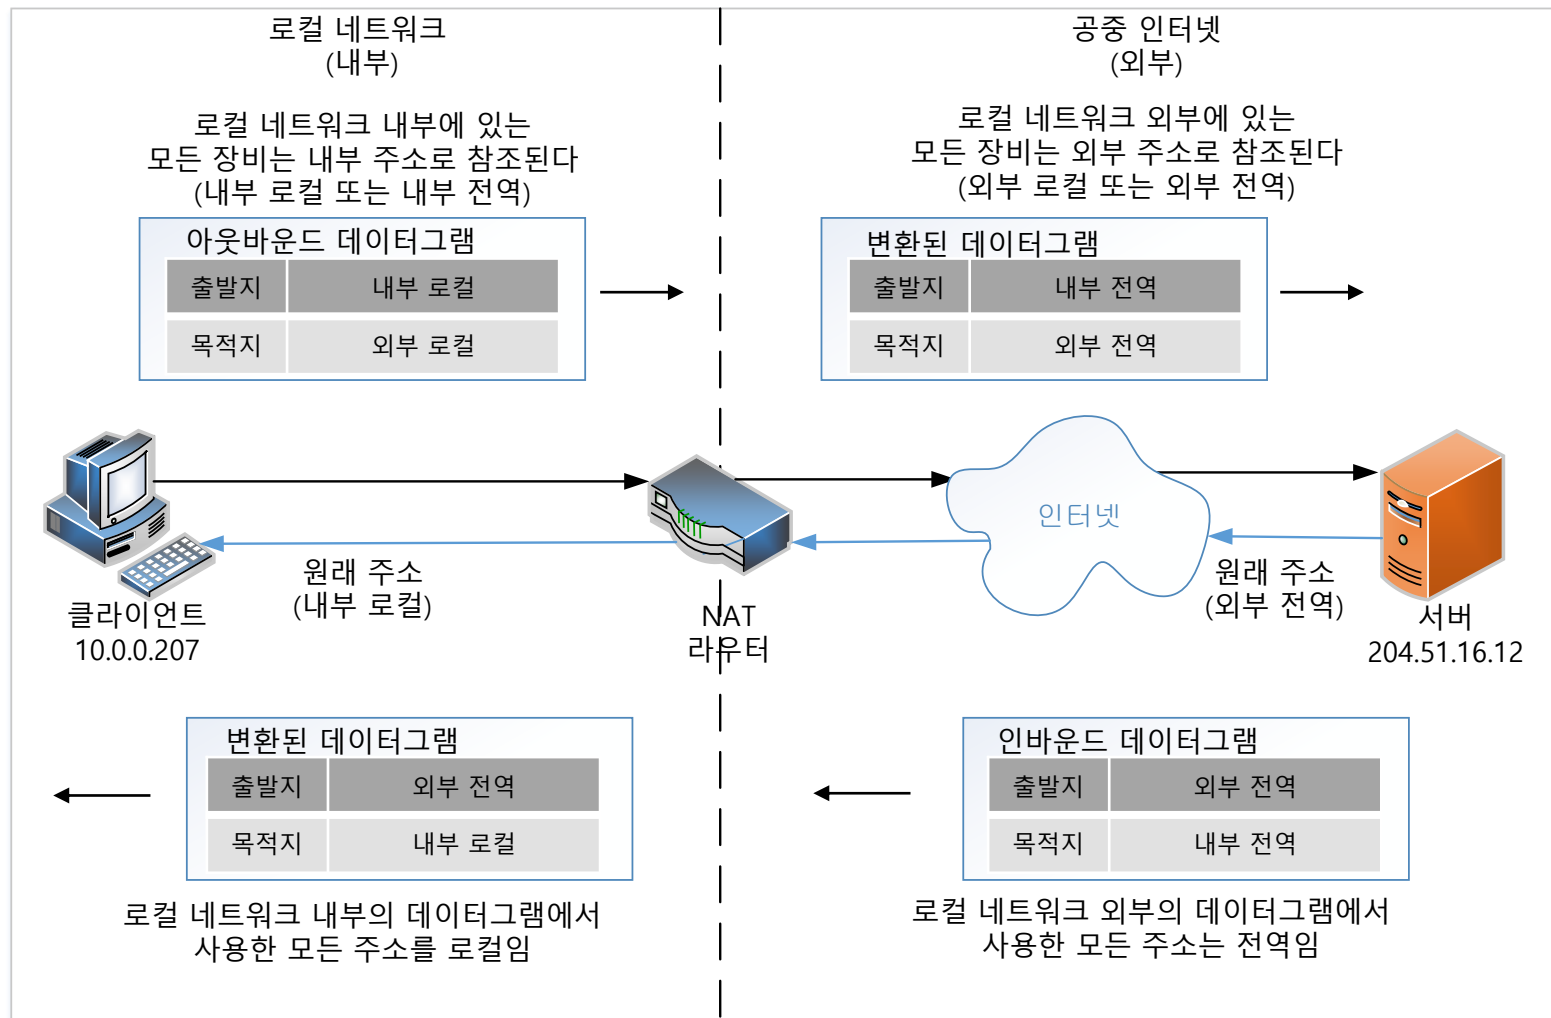 로컬 네트워크
(내부)
공중 인터넷
(외부)
로컬 네트워크 내부에 있는
모든 장비는 내부 주소로 참조된다
(내부 로컬 또는 내부 전역)
로컬 네트워크 외부에 있는
모든 장비는 외부 주소로 참조된다
(외부 로컬 또는 외부 전역)
아웃바운드 데이터그램
출발지 내부 로컬
목적지 외부 로컬
변환된 데이터그램
출발지 내부 전역
목적지 외부 전역
인터넷
원래 주소
(내부 로컬)
원래 주소
(외부 전역)
클라이언트
10.0.0.207
NAT
라우터
서버
204.51.16.12
변환된 데이터그램
출발지 외부 전역
목적지 내부 로컬
인바운드 데이터그램
출발지 외부 전역
목적지 내부 전역
로컬 네트워크 내부의 데이터그램에서
사용한 모든 주소를 로컬임
로컬 네트워크 외부의 데이터그램에서
사용한 모든 주소는 전역임